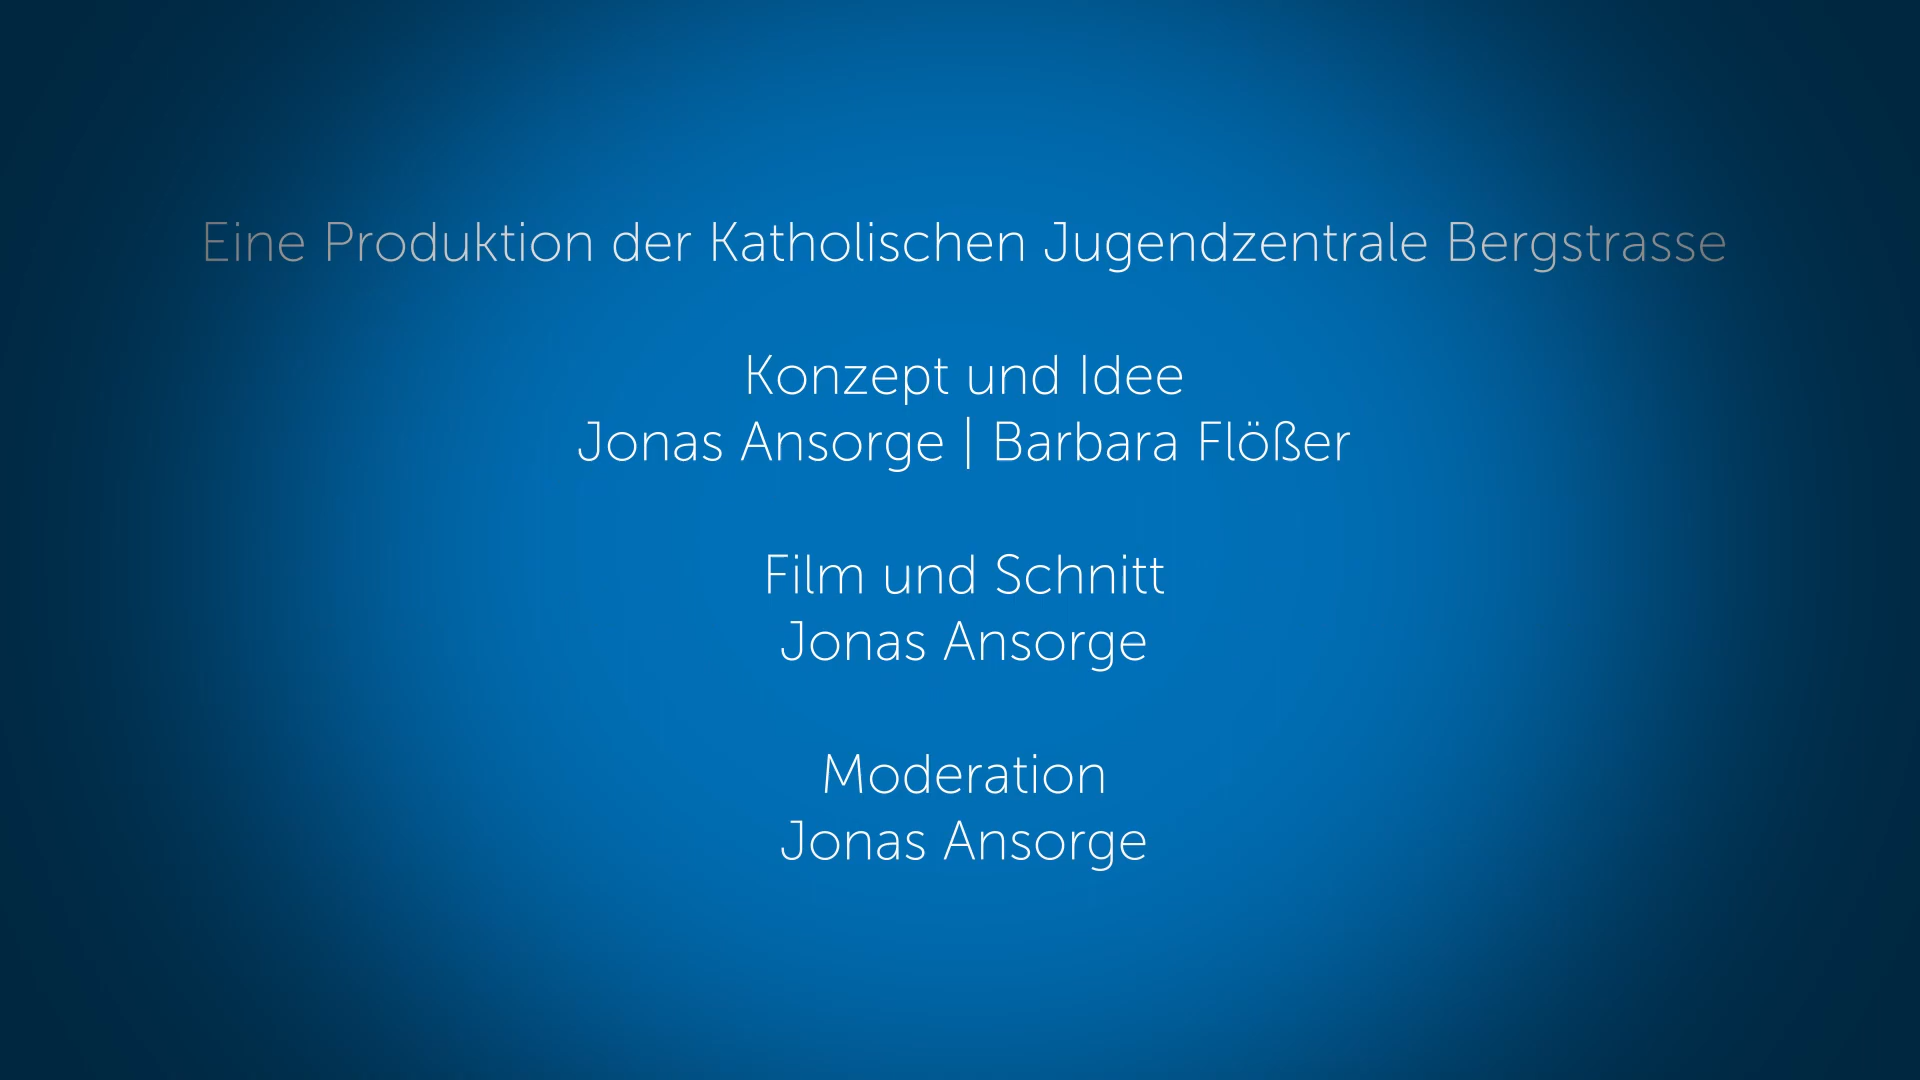 Eine Produktion der Katholischen Jugendzentrale Bergstrasse
Konzept und Idee
Jonas Ansorge | Barbara Flößer
Film und Schnitt
Jonas Ansorge
Moderation
Jonas Ansorge